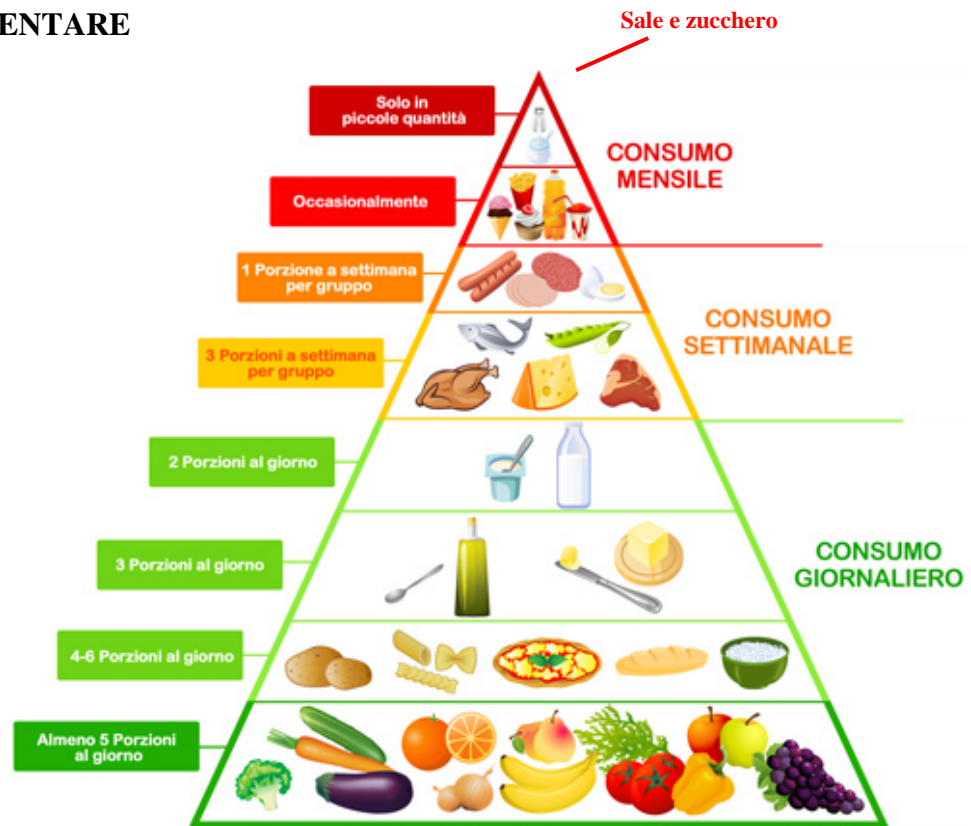 ENTARE
Sale e zucchero
Solo in
piccole quantità
CONSUMO
MENSILE
Occasionalmente
1 Porzione a settimana
per gruppo
CONSUMO
SETTIMANALE
3 Porzioni a settimana
per gruppo
2 Porzioni al giorno
3 Porzioni al giorno
CONSUMO
GIORNALIERO
4-6 Porzioni al giorno
Almeno 5 Porzioni
al giorno